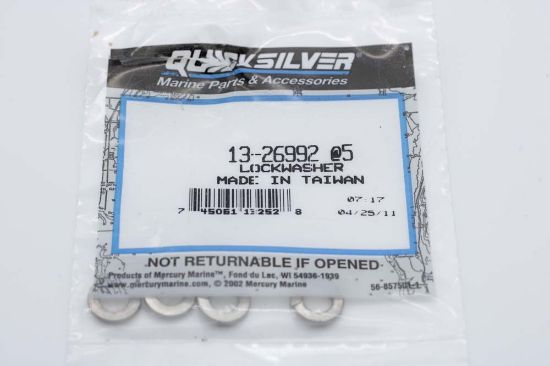 QUICKSILVER
Marine Parts & Accessories
13-26992 @5
LOCKWASHER
MADE IN TAIWAN
07:17
04/25/11
NOT RETURNABLE IF OPENED
Products of Mercury Marine™, Fond du Lac, WI 54936-1939
www.mercurymarine.com, © 2002 Mercury Marine